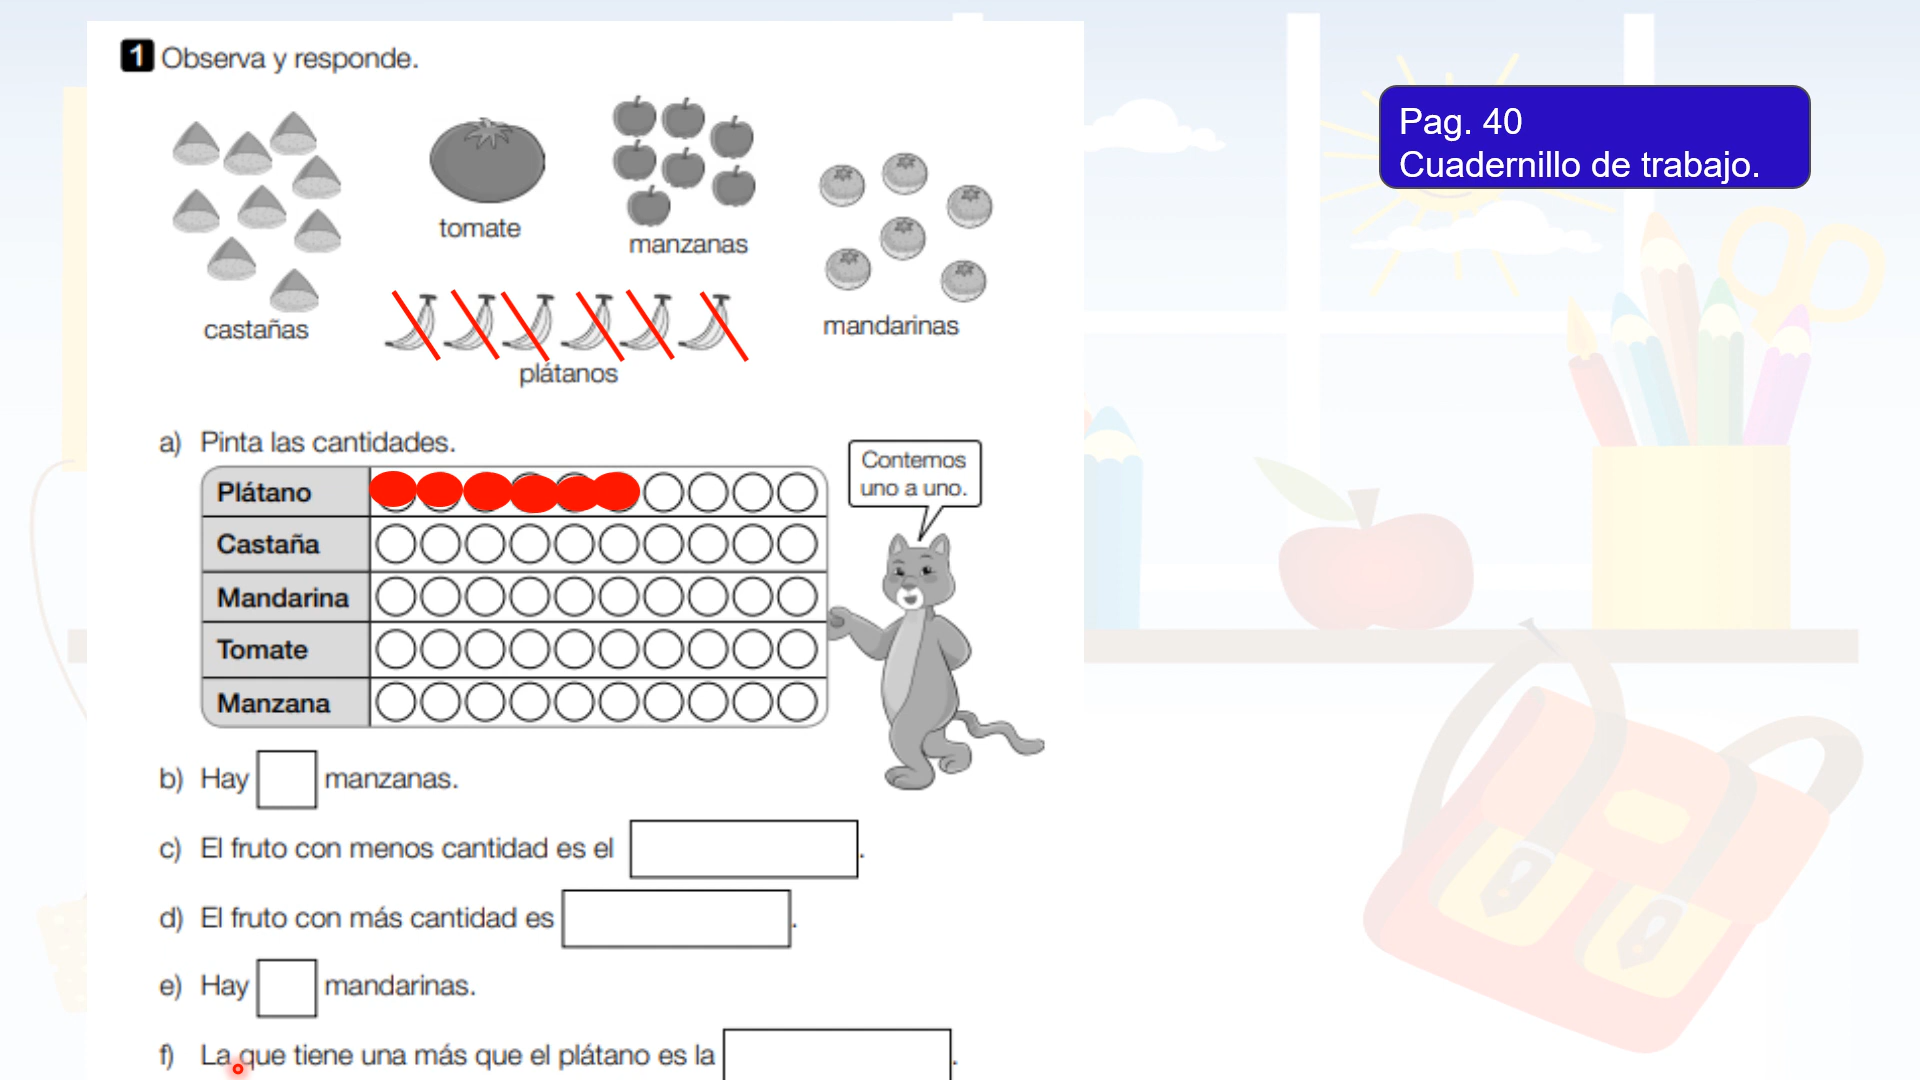 1 Observa y responde.
Pag. 40
Cuadernillo de trabajo.
castañas
tomate
manzanas
mandarinas
plátanos
a) Pinta las cantidades.
Plátano
Castaña
Mandarina
Tomate
Manzana
Contemos
uno a uno.
b) Hay manzanas.
c) El fruto con menos cantidad es el .
d) El fruto con más cantidad es .
e) Hay mandarinas.
f) La que tiene una más que el plátano es la .